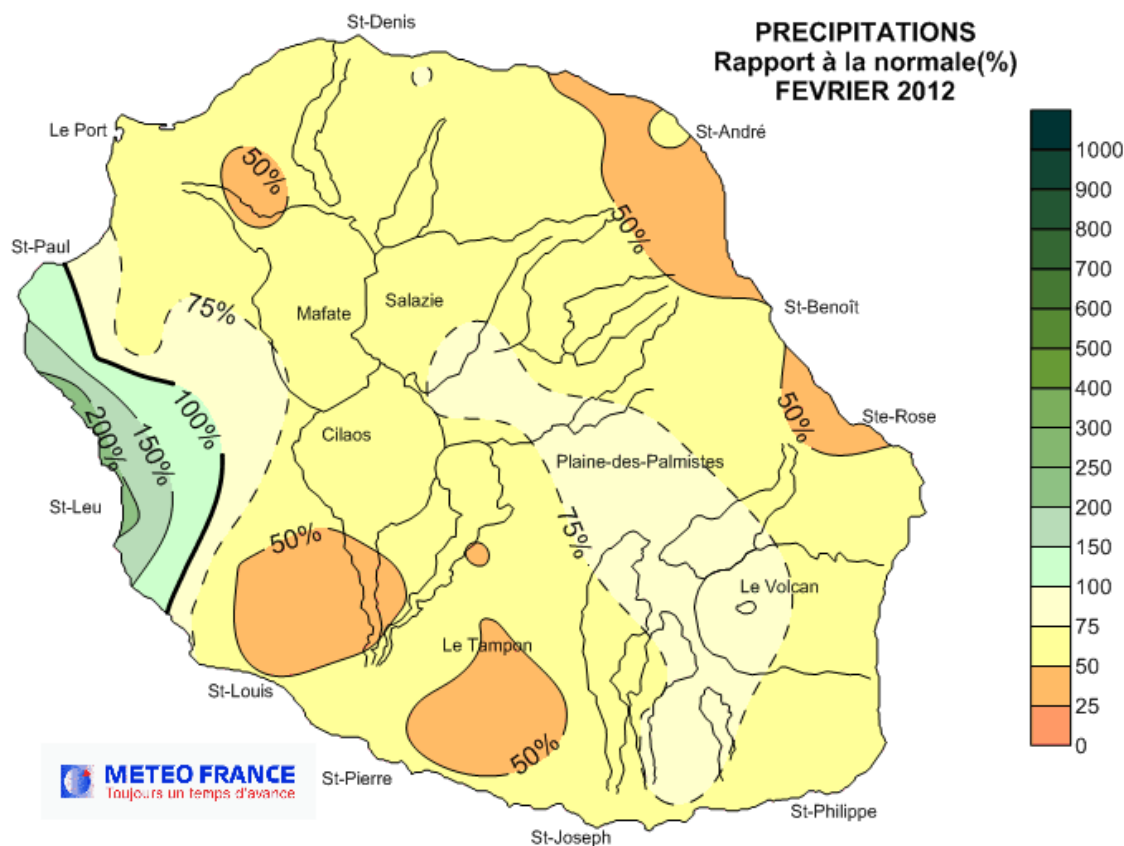 PRECIPITATIONS
Rapport à la normale(%)
FEVRIER 2012
St-Denis
Le Port
St-André
50%
50%
St-Paul
Mafate
Salazie
75%
St-Benoît
100%
150%
200%
Cilaos
50%
Ste-Rose
Plaine-des-Palmistes
St-Leu
50%
75%
Le Volcan
Le Tampon
St-Louis
50%
St-Pierre
St-Joseph
St-Philippe
1000
900
800
700
600
500
400
300
250
200
150
100
75
50
25
0
METEO FRANCE
Toujours un temps d'avance